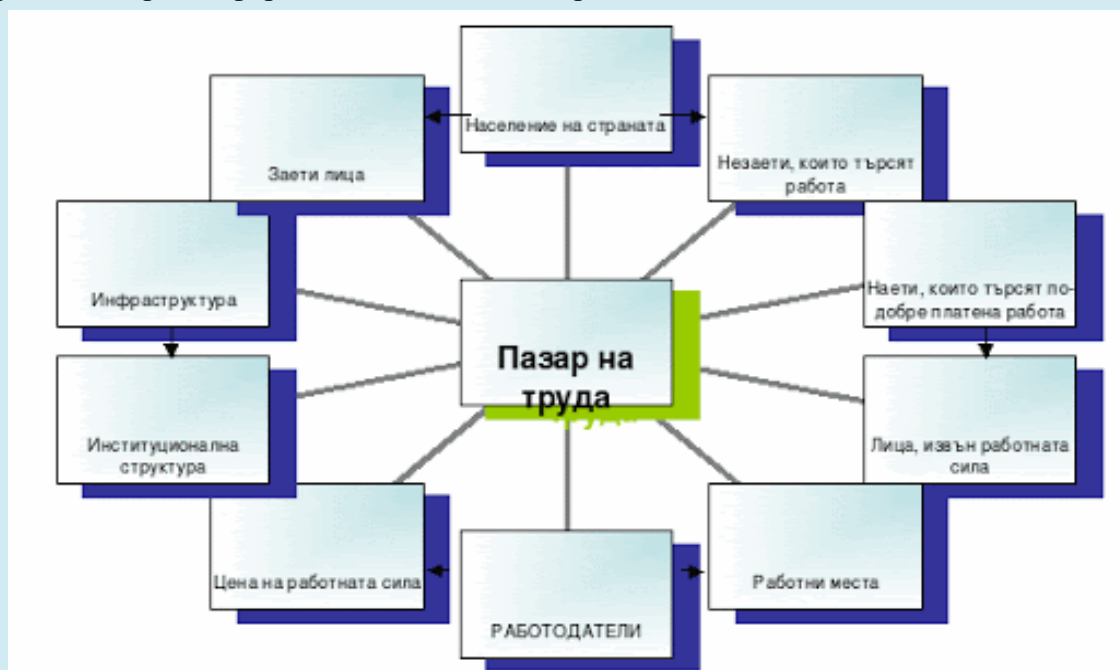 Население на страната
Заети лица
Незаети, които търсят
работа
Инфраструктура
Наети, които търсят по-
добре платена работа
Пазар на
труда
Институционална
структура
Лица, извън работната
сила
Цена на работната сила
Работни места
РАБОТОДАТЕЛИ